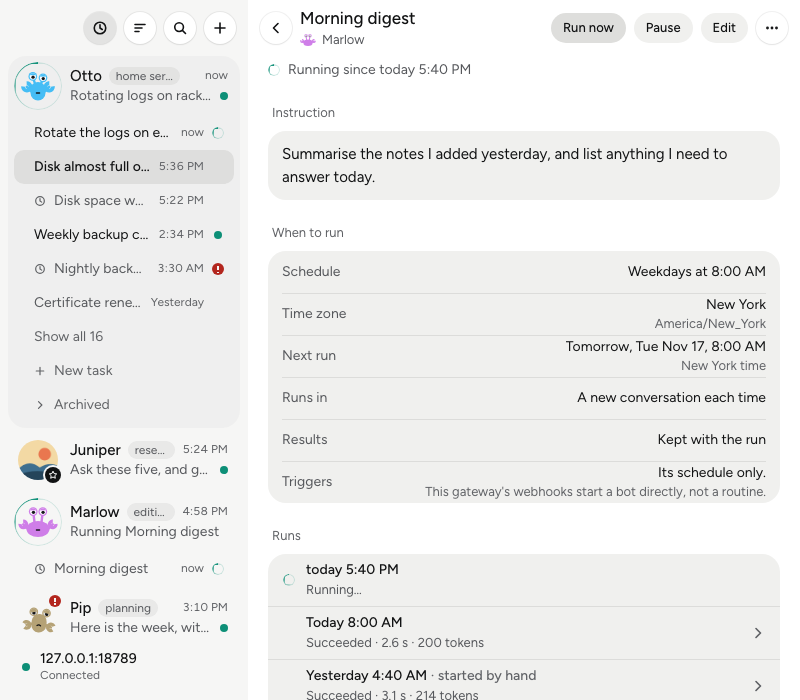 Otto home ser... now
Rotating logs on rack...
Rotate the logs on e... now
Disk almost full o... 5:36 PM
Disk space w... 5:22 PM
Weekly backup c... 2:34 PM
Nightly back... 3:30 AM
Certificate rene... Yesterday
Show all 16
New task
Archived
Juniper rese... 5:24 PM
Ask these five, and g...
Marlow editi... 4:58 PM
Running Morning digest
Morning digest now
Pip planning 3:10 PM
Here is the week, wit...
127.0.0.1:18789
Connected
Morning digest
Marlow
Run now Pause Edit
Running since today 5:40 PM
Instruction
Summarise the notes I added yesterday, and list anything I need to
answer today.
When to run
Schedule Weekdays at 8:00 AM
Time zone New York
America/New_York
Next run Tomorrow, Tue Nov 17, 8:00 AM
New York time
Runs in A new conversation each time
Results Kept with the run
Triggers Its schedule only.
This gateway's webhooks start a bot directly, not a routine.
Runs
today 5:40 PM
Running...
Today 8:00 AM
Succeeded · 2.6 s · 200 tokens
Yesterday 4:40 AM · started by hand
Succeeded · 3.1 s · 214 tokens